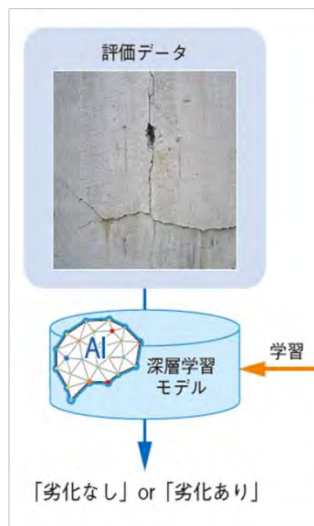 評価データ
AI
深層学習
モデル
学習
「劣化なし」or「劣化あり」